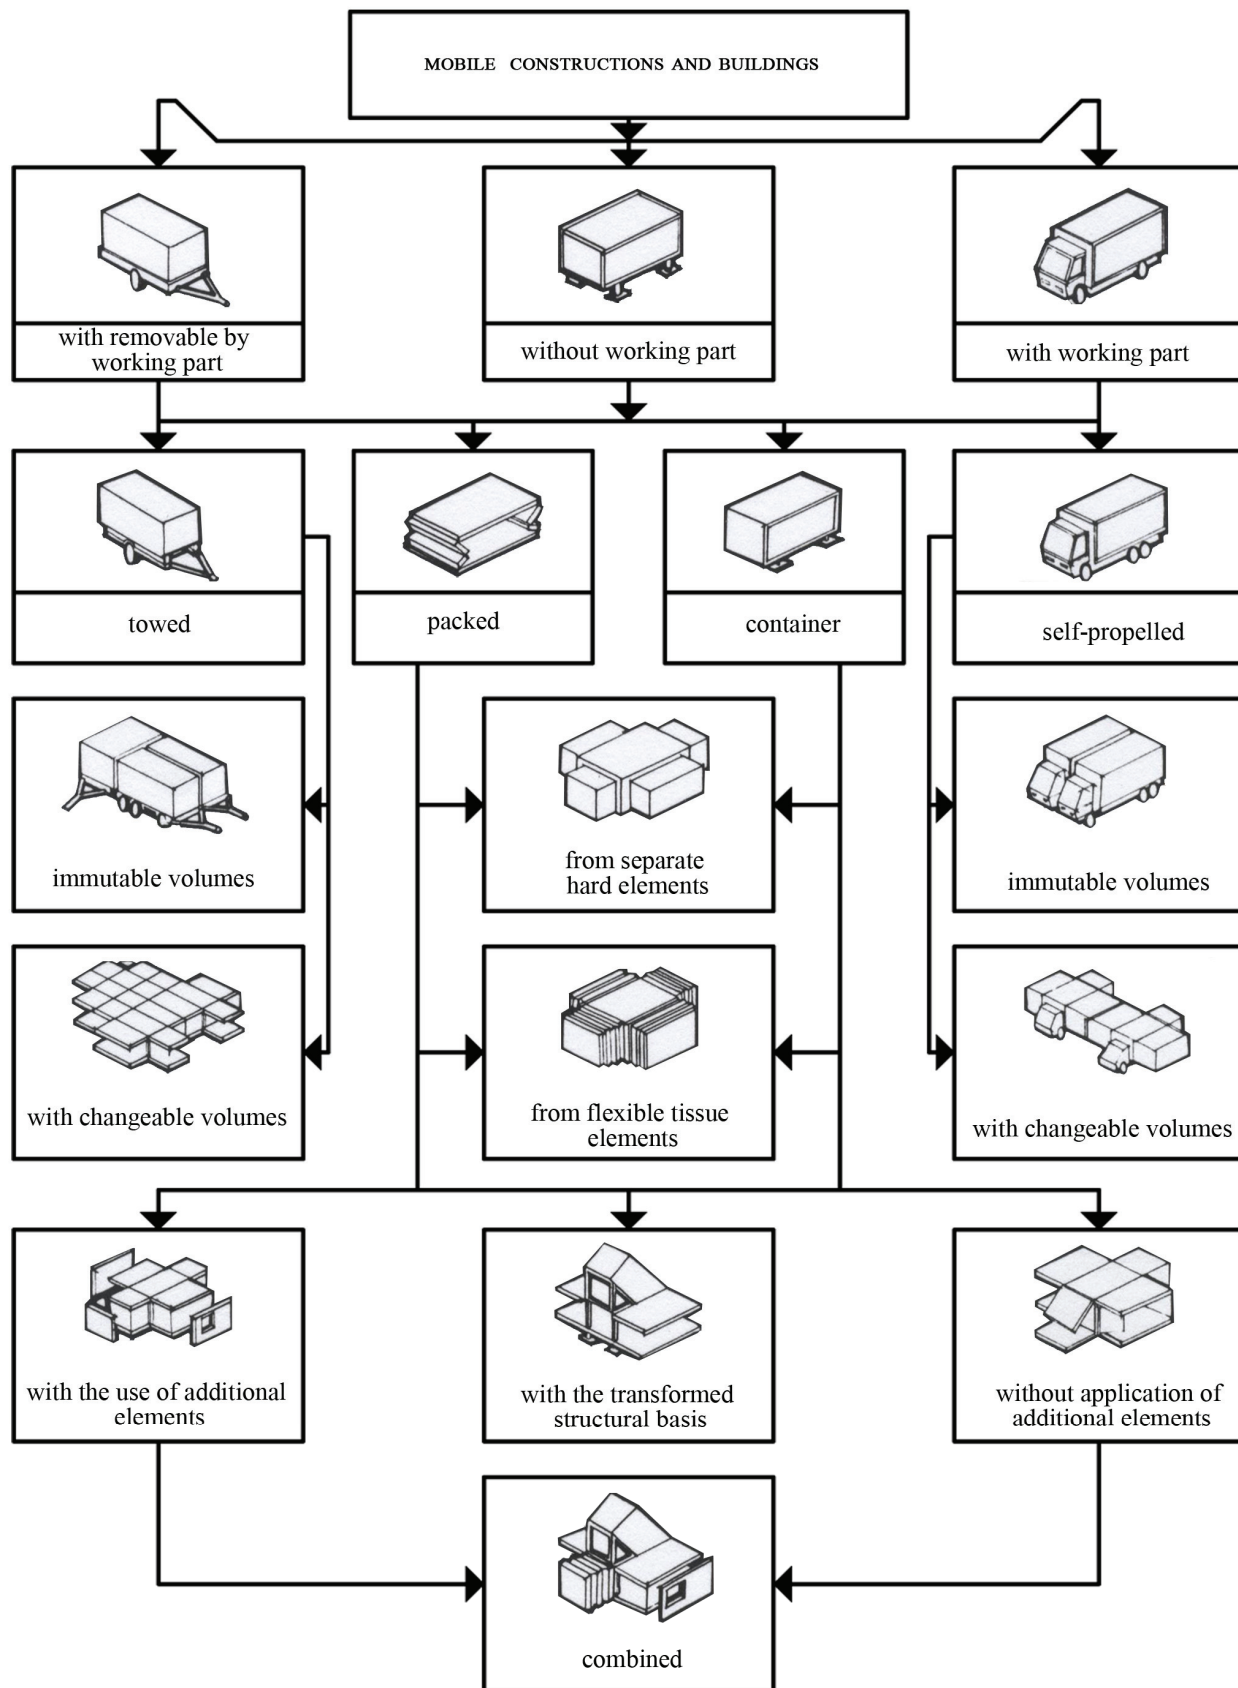 MOBILE CONSTRUCTIONS AND BUILDINGS
with removable by
working part
without working part
with working part
towed
packed
container
self-propelled
immutable volumes
from separate
hard elements
immutable volumes
with changeable volumes
from flexible tissue
elements
with changeable volumes
with the use of additional
elements
with the transformed
structural basis
without application of
additional elements
combined